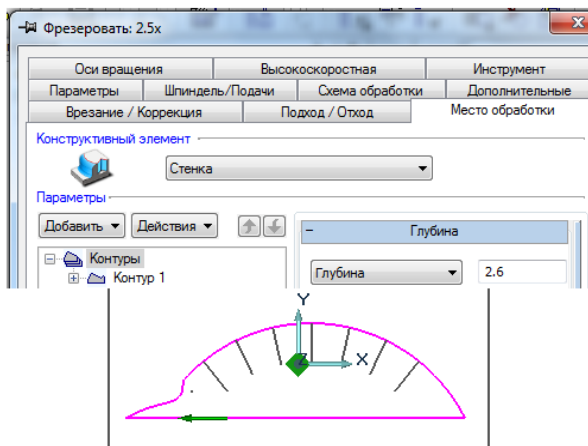 Фрезеровать: 2.5x
Оси вращения Высокоскоростная Инструмент
Параметры Шпиндель/Подачи Схема обработки Дополнительные
Врезание / Коррекция Подход / Отход Место обработки
Конструктивный элемент
Стенка
Параметры
Добавить Действия Глубина
Контуры Глубина 2.6
Контур 1
Y
Z X